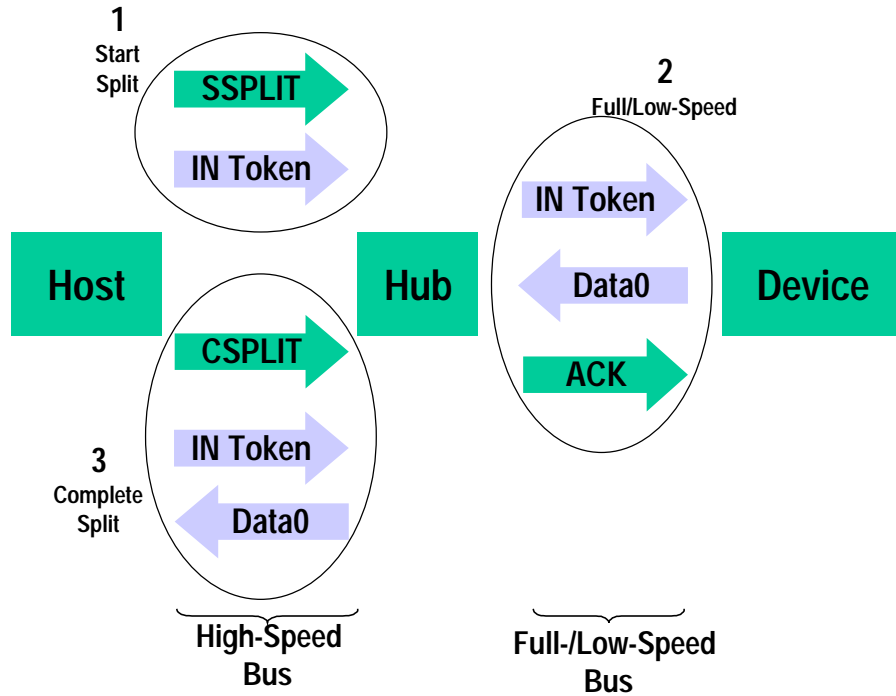 1
Start
Split
SSPLIT
IN Token
2
Full/Low-Speed
IN Token
Data0
ACK
Host
Hub
Device
CSPLIT
IN Token
Data0
3
Complete
Split
High-Speed
Bus
Full-/Low-Speed
Bus